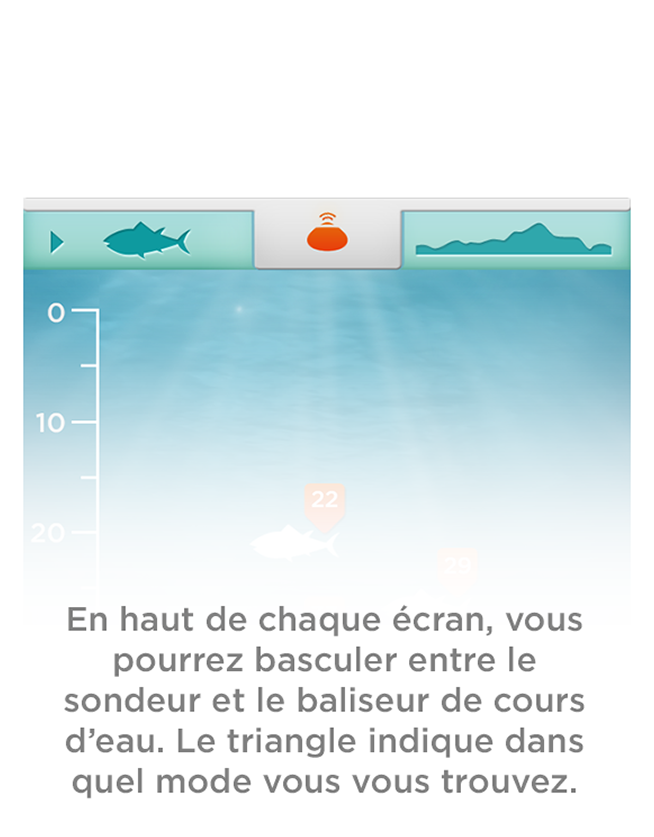 0
10
20
22
29
En haut de chaque écran, vous
pourrez basculer entre le
sondeur et le baliseur de cours
d’eau. Le triangle indique dans
quel mode vous vous trouvez.